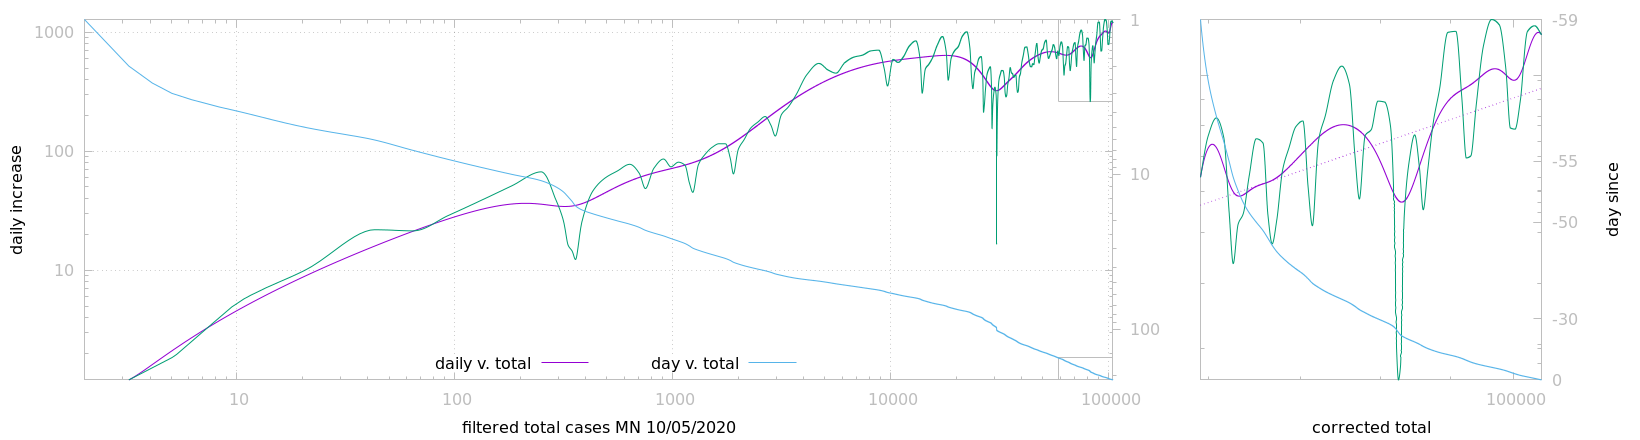 daily increase
1000
100
10
1
10
100
daily v. total
day v. total
10
100
1000
10000
100000
filtered total cases MN 10/05/2020
-59
-55
-50
-30
0
day since
100000
corrected total